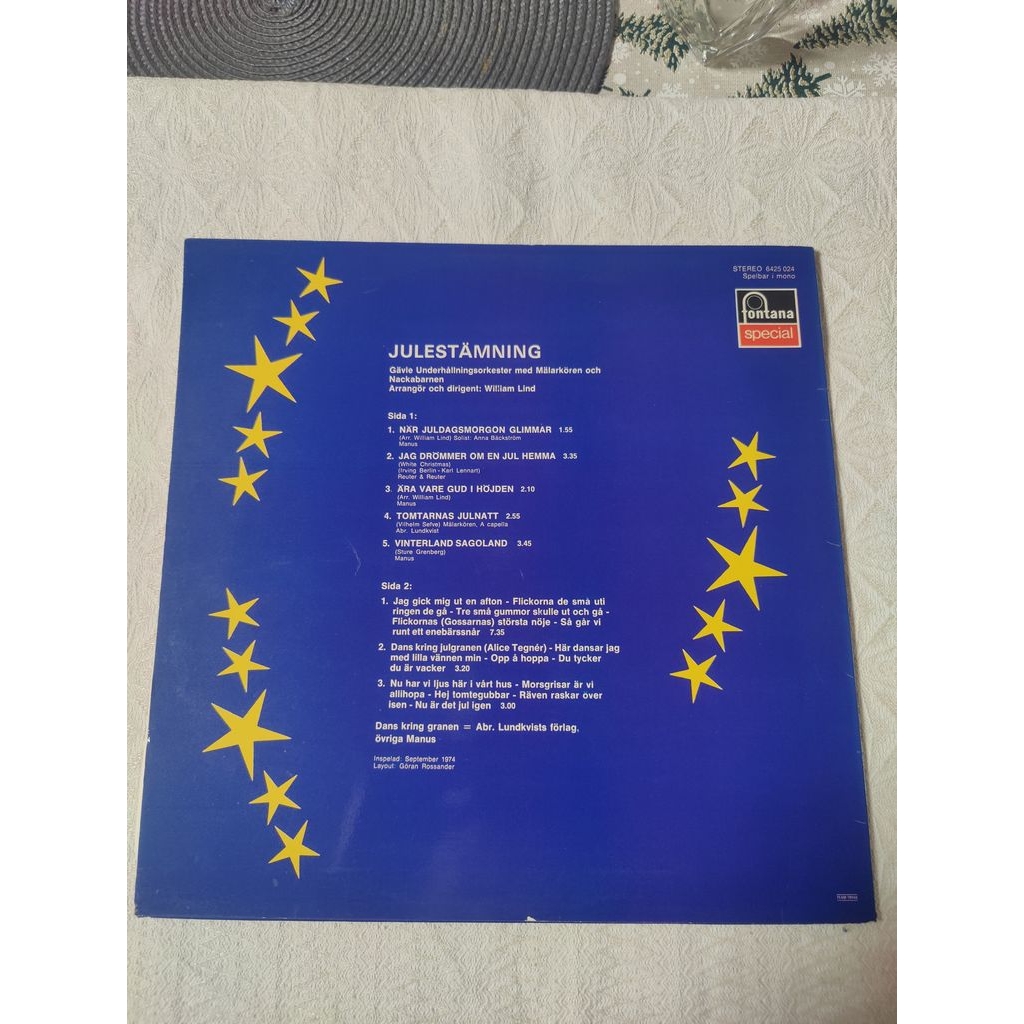 STEREO 6425 024
Spelbar i mono
fontana
special
JULESTÄMNING
Gävle Underhållningsorkester med Mälarkören och
Nackabarnen
Arrangör och dirigent: William Lind
Sida 1:
1. NÄR JULDAGSMORGON GLIMMAR 1.55
(Arr. William Lind) Solist: Anna Bäckström
Manus
2. JAG DRÖMMER OM EN JUL HEMMA 3.35
(White Christmas)
(Irving Berlin - Karl Lennart)
Reuter & Reuter
3. ÄRA VARE GUD I HÖJDEN 2.10
(Arr. William Lind)
Manus
4. TOMTARNAS JULNATT 2.55
(Vilhelm Sefve) Mälarkören, A capella
Abr. Lundkvist
5. VINTERLAND SAGOLAND 3.45
(Sture Grenberg)
Manus
Sida 2:
1. Jag gick mig ut en afton - Flickorna de små uti
ringen de gå - Tre små gummor skulle ut och gå -
Flickornas (Gossarnas) största nöje - Så går vi
runt ett enebärssnår 7.35
2. Dans kring julgranen (Alice Tegnér) - Här dansar jag
med lilla vännen min - Opp å hoppa - Du tycker
du är vacker 3.20
3. Nu har vi ljus här i vårt hus - Morsgrisar är vi
allihopa - Hej tomtegubbar - Räven raskar över
isen - Nu är det jul igen 3.00
Dans kring granen = Abr. Lundkvists förlag,
övriga Manus
Inspelad: September 1974
Layout: Göran Rossander